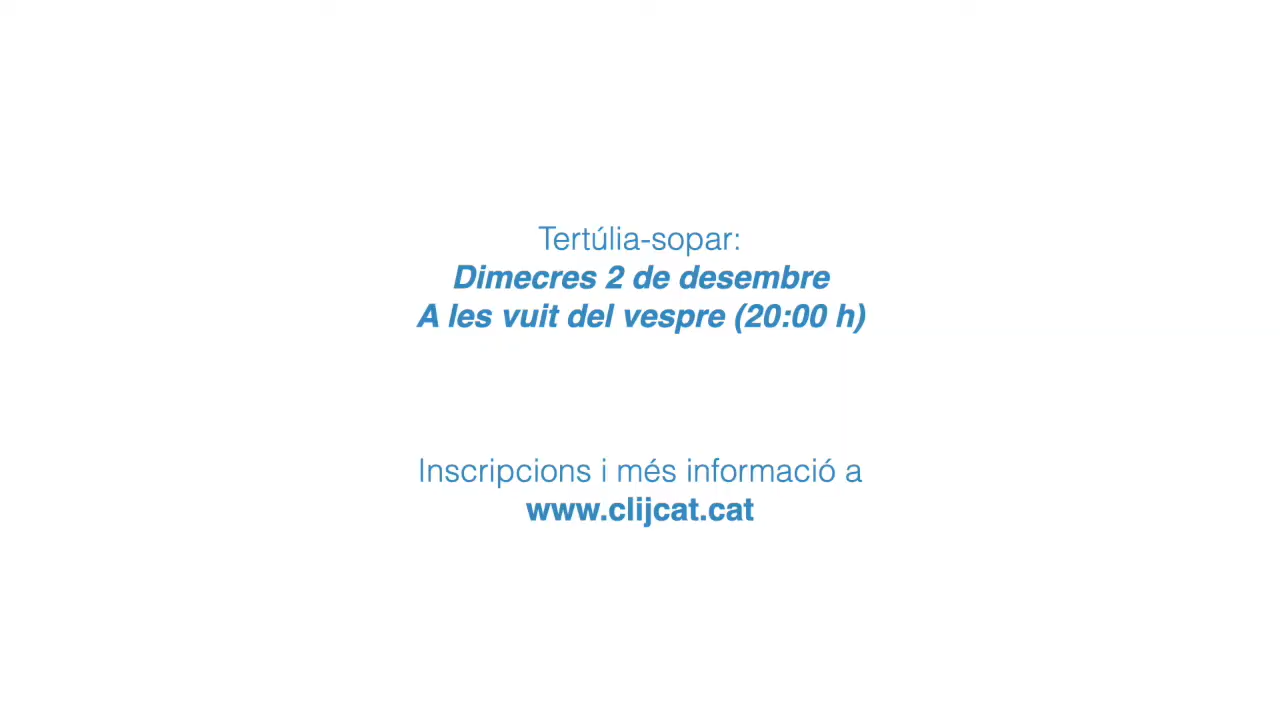 Tertúlia-sopar:
Dimecres 2 de desembre
A les vuit del vespre (20:00 h)
Inscripcions i més informació a
www.clijcat.cat